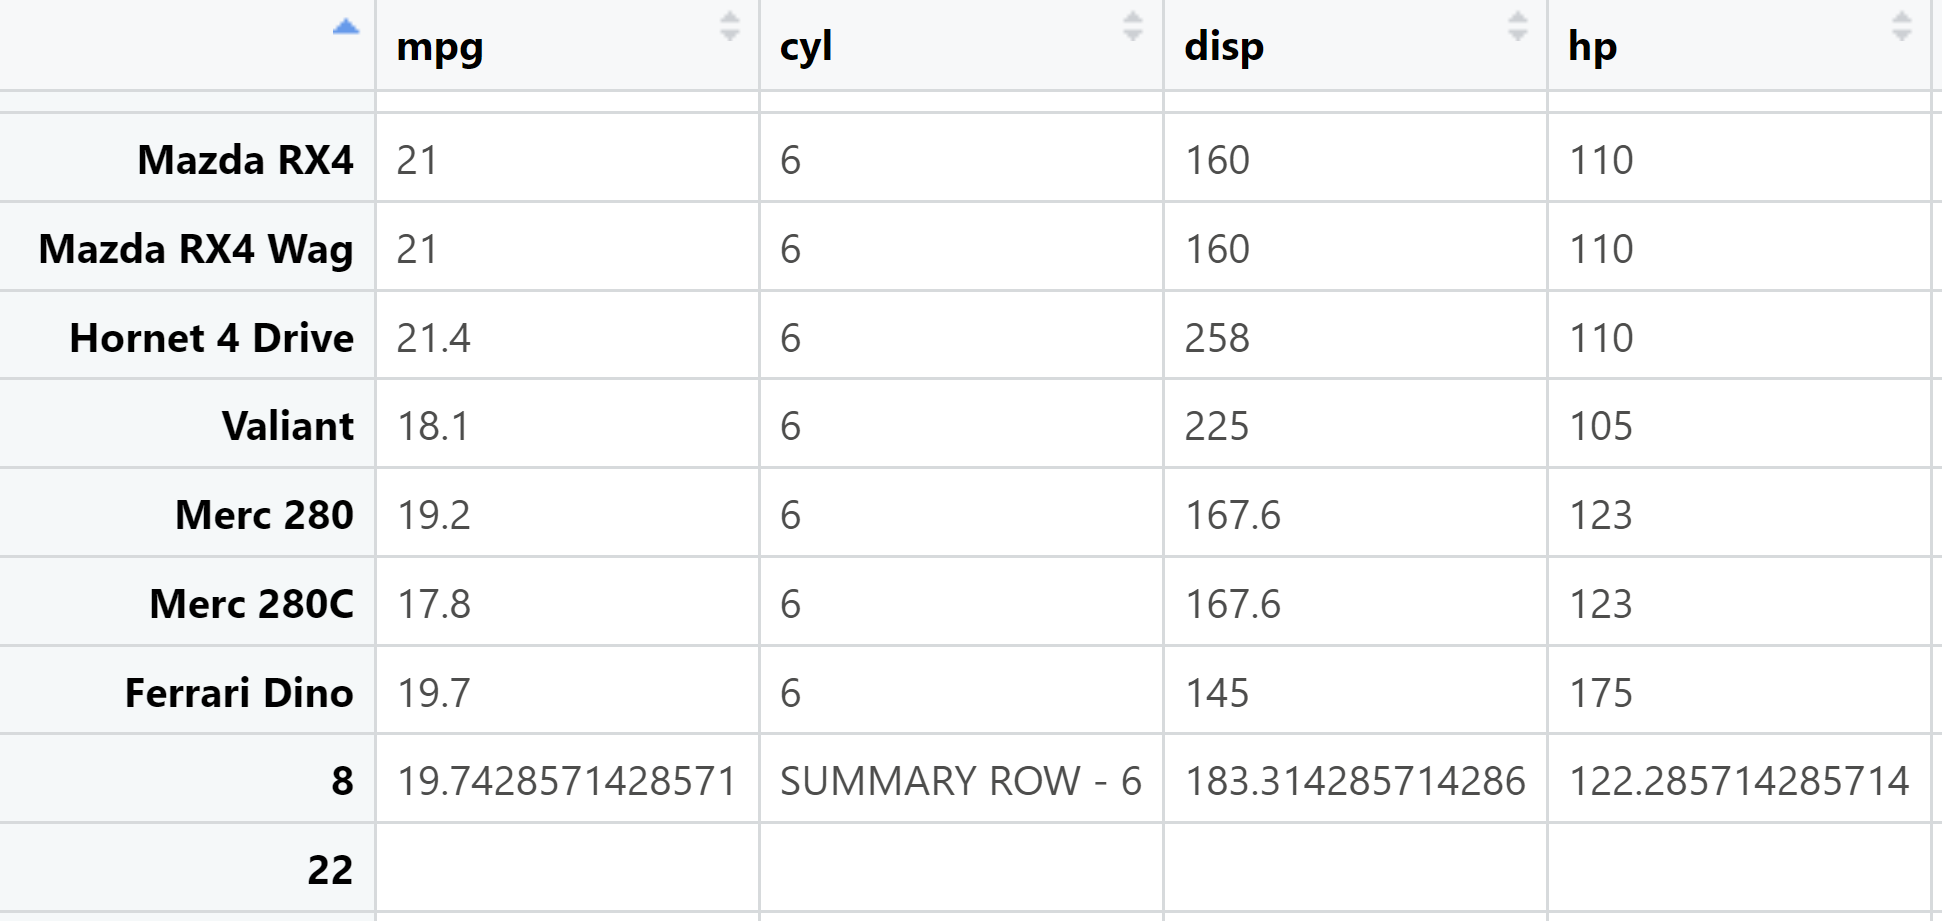 mpg cyl disp hp
Mazda RX4 21 6 160 110
Mazda RX4 Wag 21 6 160 110
Hornet 4 Drive 21.4 6 258 110
Valiant 18.1 6 225 105
Merc 280 19.2 6 167.6 123
Merc 280C 17.8 6 167.6 123
Ferrari Dino 19.7 6 145 175
8 19.7428571428571 SUMMARY ROW - 6 183.314285714286 122.285714285714
22